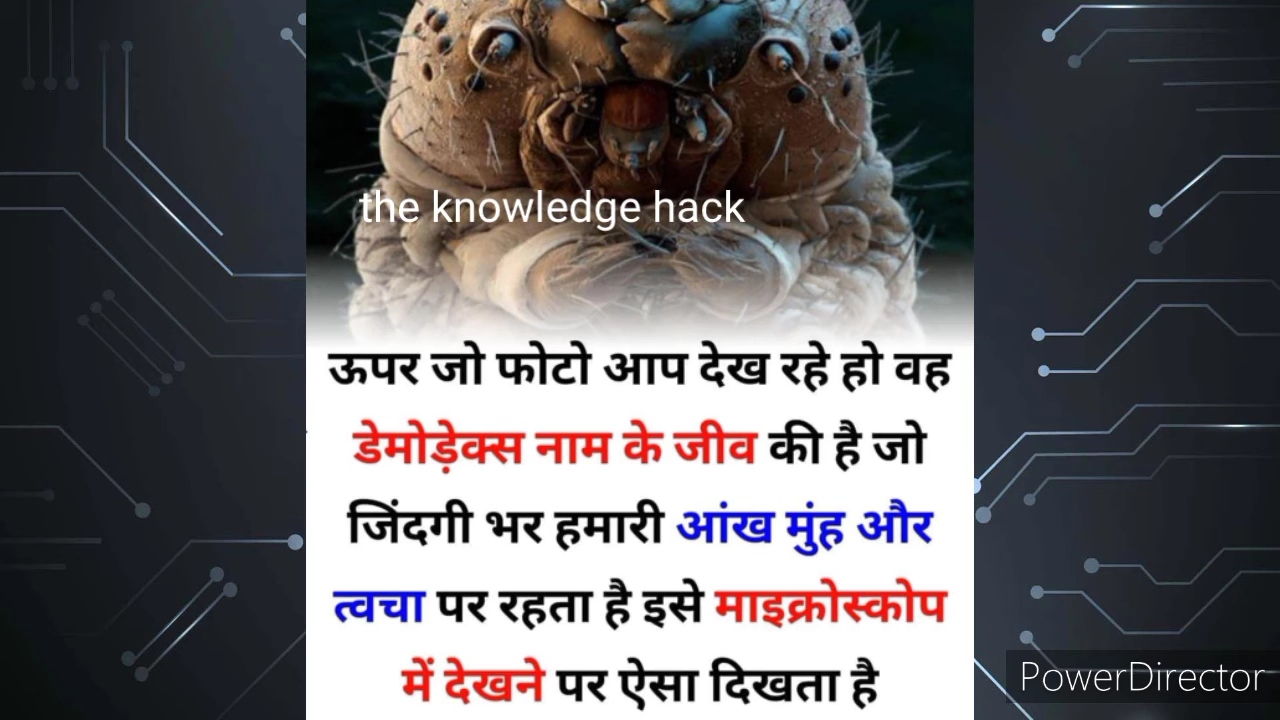 the knowledge hack
ऊपर जो फोटो आप देख रहे हो वह
डेमोड़ेक्स नाम के जीव की है जो
जिंदगी भर हमारी आंख मुंह और
त्वचा पर रहता है इसे माइक्रोस्कोप
में देखने पर ऐसा दिखता है
PowerDirector